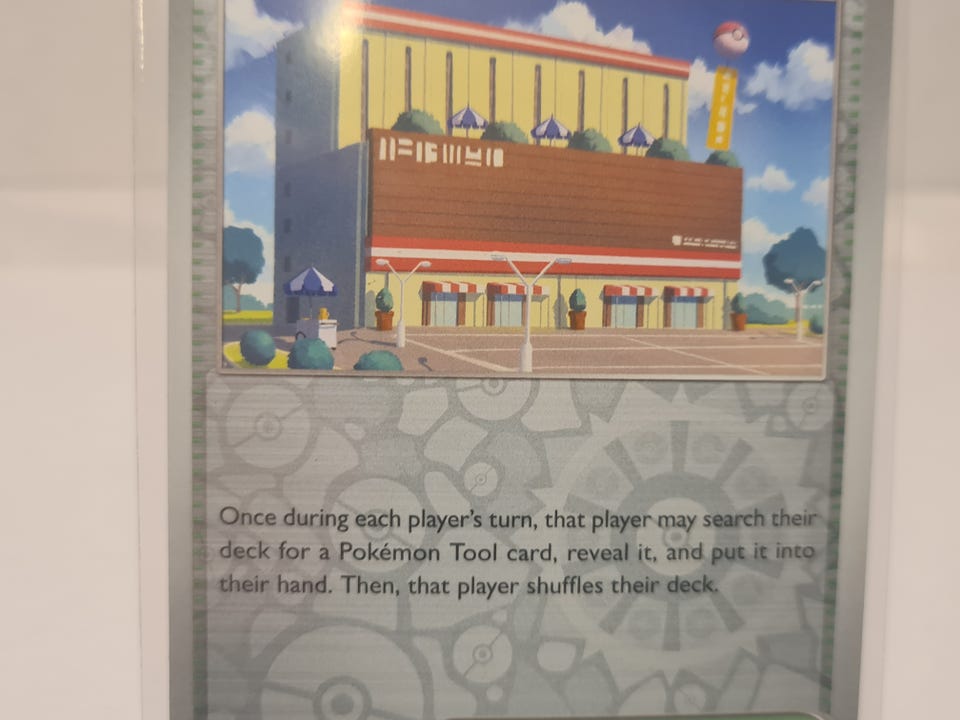 Once during each player's turn, that player may search their
deck for a Pokémon Tool card, reveal it, and put it into
their hand. Then, that player shuffles their deck.